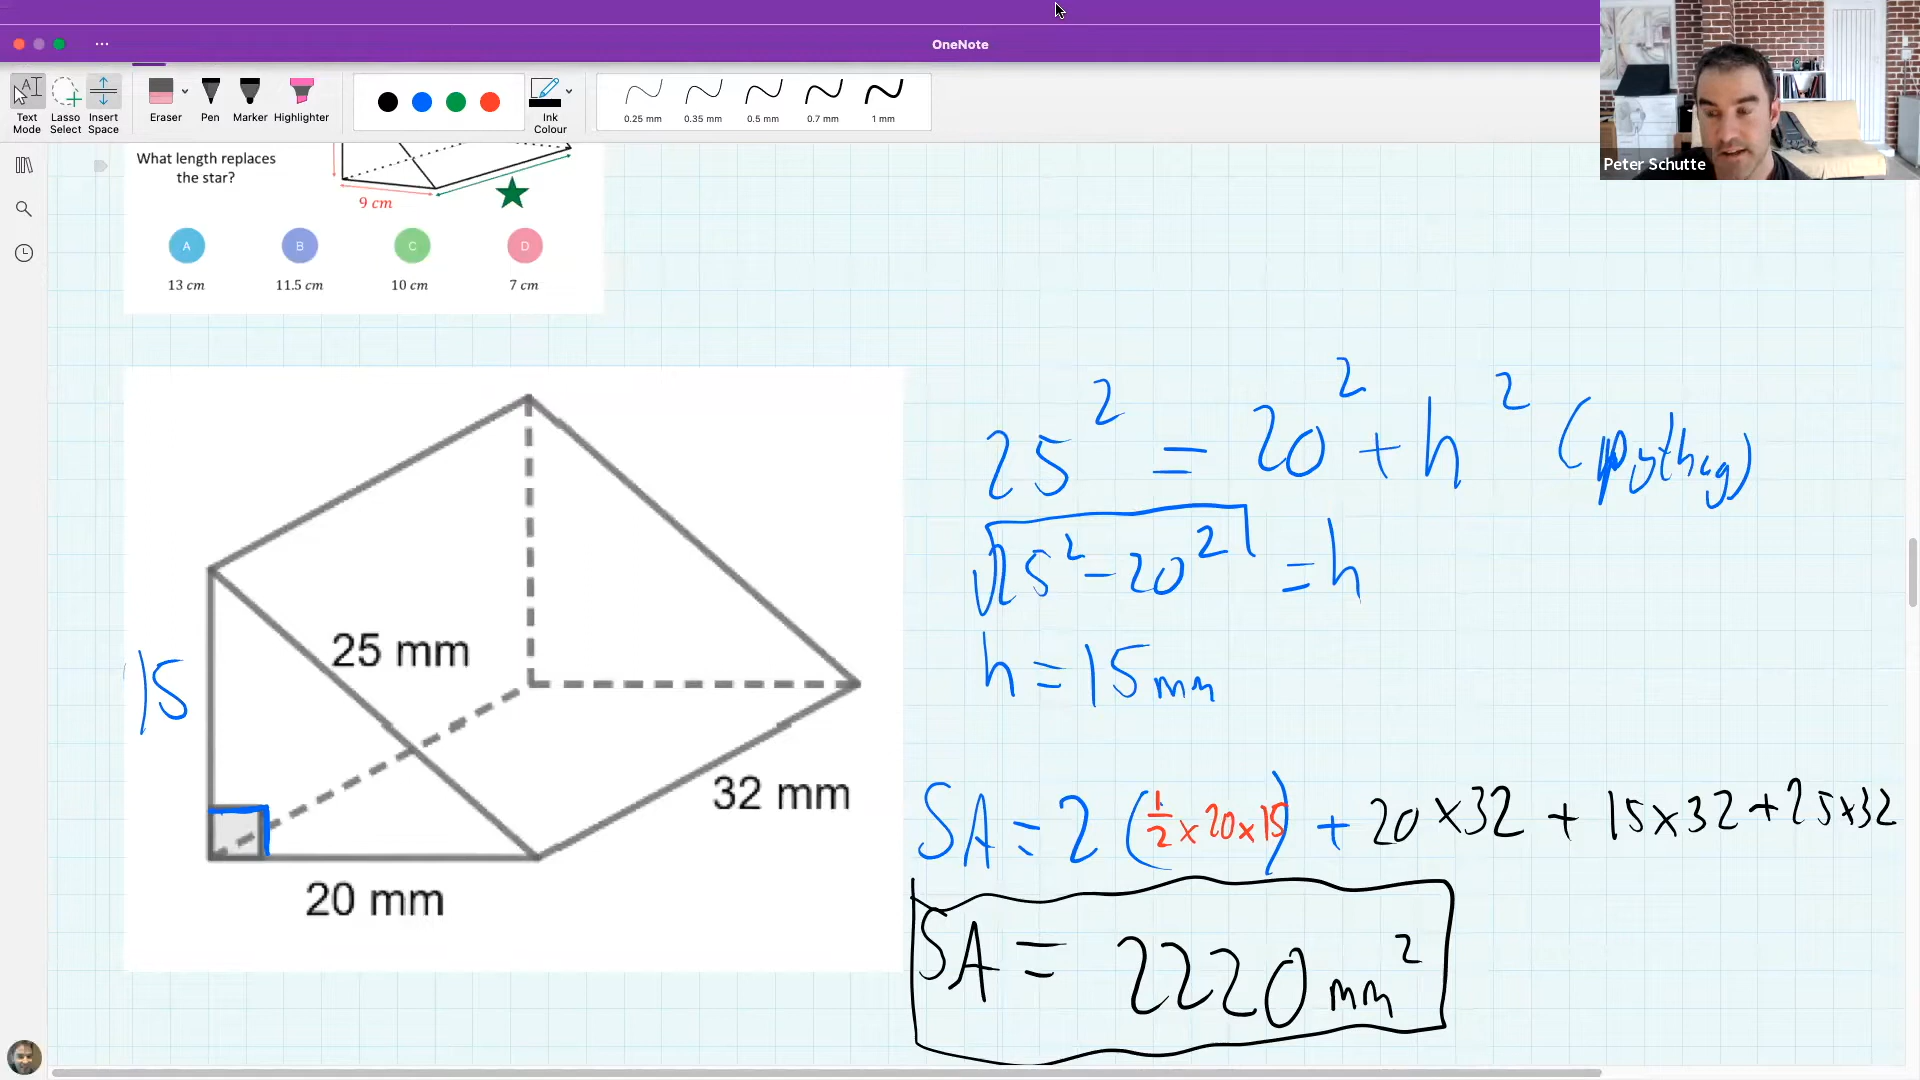 OneNote
Text Mode
Lasso Select
Insert Space
Eraser
Pen
Marker
Highlighter
Ink Colour
0.25 mm
0.35 mm
0.5 mm
0.7 mm
1 mm
Peter Schutte
What length replaces
the star?
9 cm
A
B
C
D
13 cm
11.5 cm
10 cm
7 cm
25² = 20² + h² (pythag)
√25² - 20² = h
h = 15mm
25 mm
15
32 mm
20 mm
SA = 2 (1/2 × 20 × 15) + 20 × 32 + 15 × 32 + 25 × 32
SA = 2220 mm²